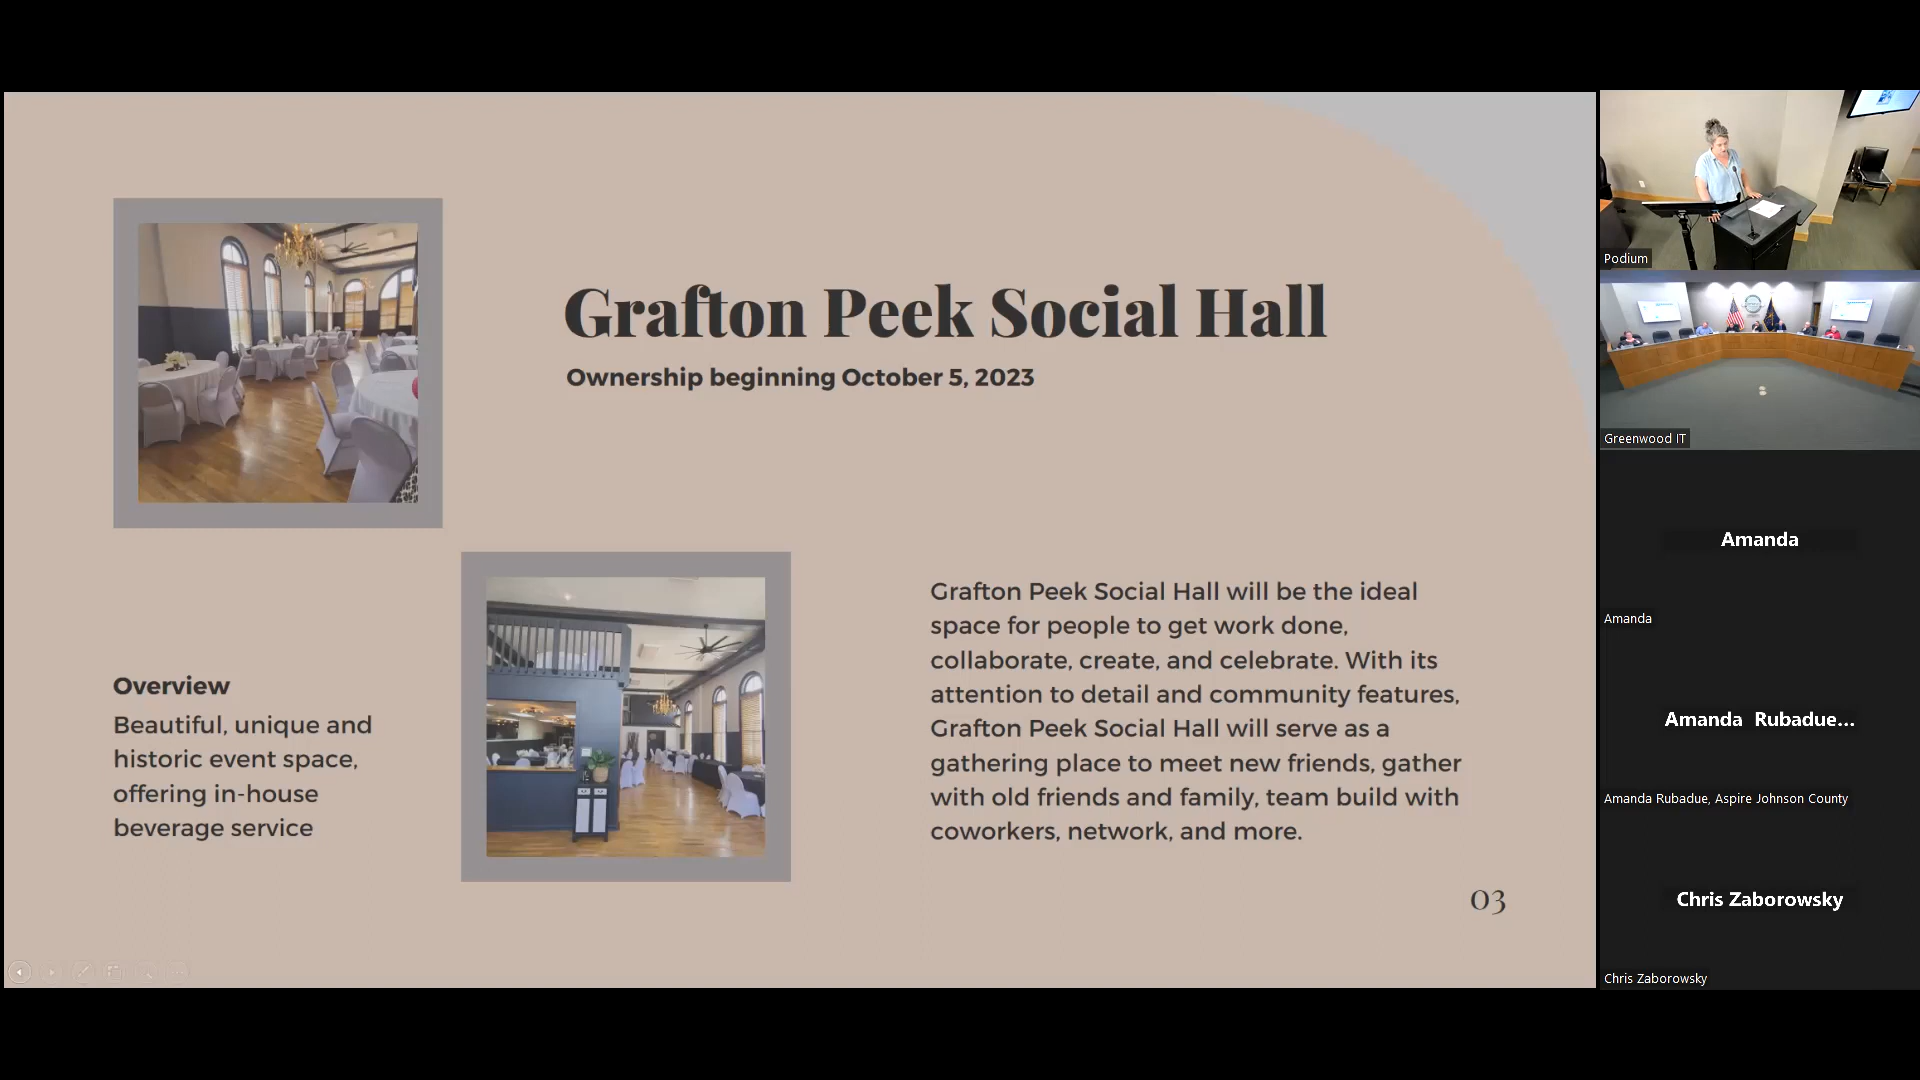 Grafton Peek Social Hall
Ownership beginning October 5, 2023
Overview
Beautiful, unique and
historic event space,
offering in-house
beverage service
Grafton Peek Social Hall will be the ideal
space for people to get work done,
collaborate, create, and celebrate. With its
attention to detail and community features,
Grafton Peek Social Hall will serve as a
gathering place to meet new friends, gather
with old friends and family, team build with
coworkers, network, and more.
03
Podium
Greenwood IT
Amanda
Amanda
Amanda Rubadue...
Amanda Rubadue, Aspire Johnson County
Chris Zaborowsky
Chris Zaborowsky